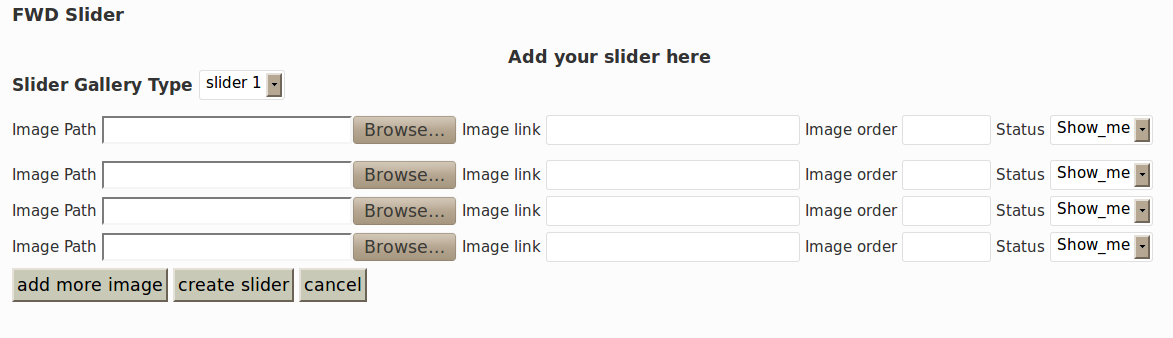 FWD Slider
Add your slider here
Slider Gallery Type slider 1
Image Path Browse... Image link Image order Status Show_me
Image Path Browse... Image link Image order Status Show_me
Image Path Browse... Image link Image order Status Show_me
Image Path Browse... Image link Image order Status Show_me
add more image create slider cancel